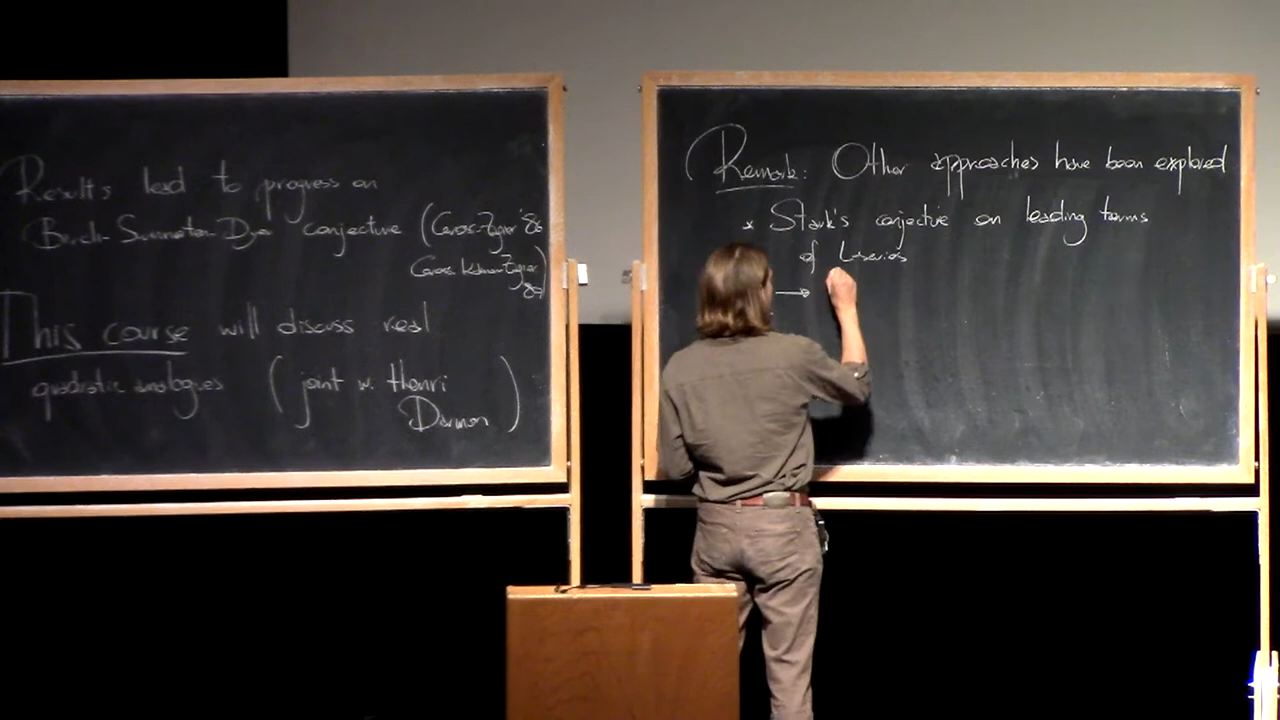 Results lead to progress on
Birch-Swinnerton-Dyer conjecture (Gross-Zagier '86
Gross Kohnen-Zagier
89)
This course will discuss real
quadratic analogues (joint w. Henri
Darmon)
Remark: Other approaches have been explored
* Stark's conjecture on leading terms
of L-series
→